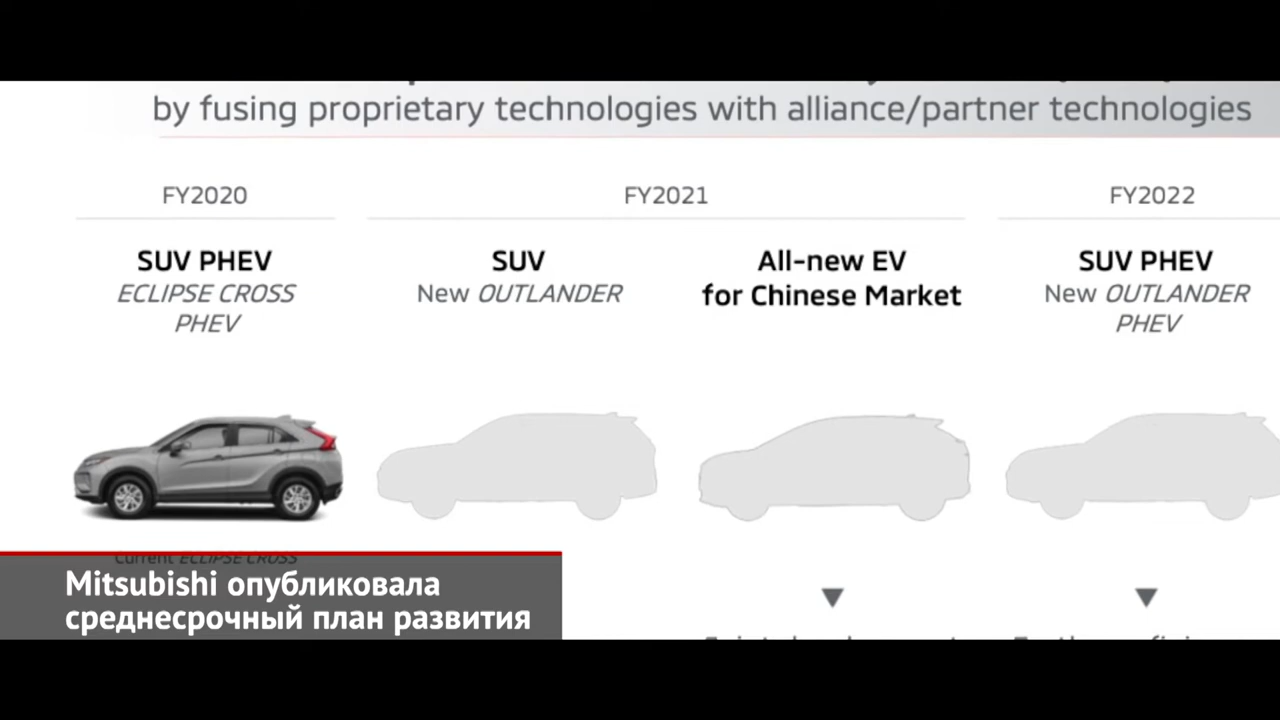 by fusing proprietary technologies with alliance/partner technologies
FY2020
FY2021
FY2022
SUV PHEV
ECLIPSE CROSS
PHEV
SUV
New OUTLANDER
All-new EV
for Chinese Market
SUV PHEV
New OUTLANDER
PHEV
Current ECLIPSE CROSS
Mitsubishi опубликовала
среднесрочный план развития